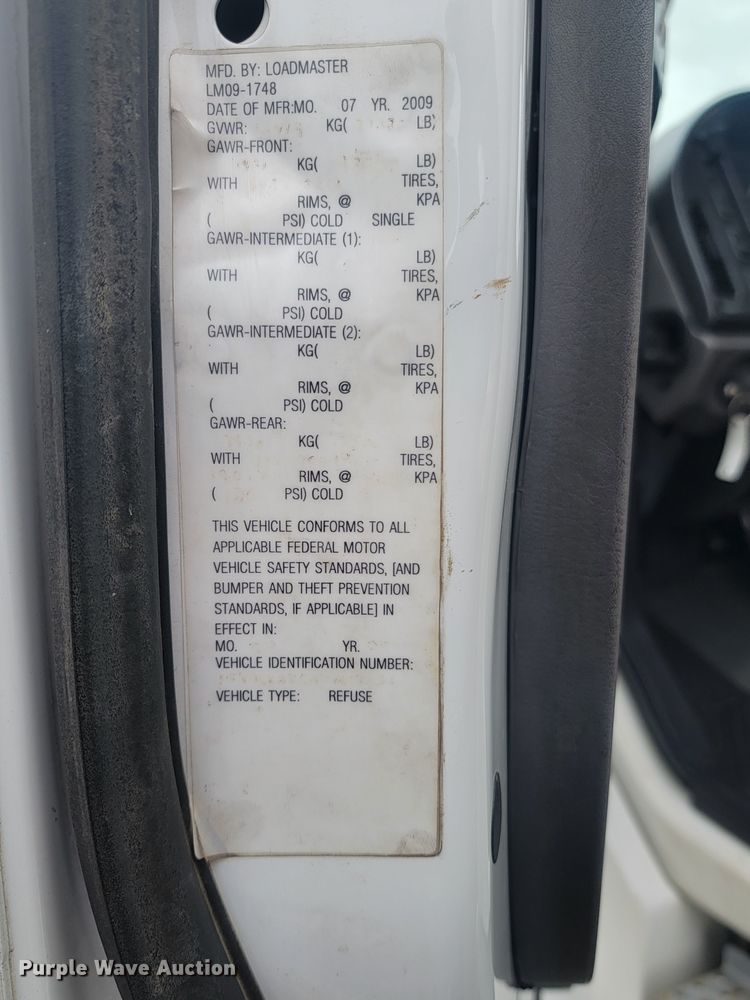 MFD. BY: LOADMASTER
LM09-1748
DATE OF MFR:MO. 07 YR. 2009
GVWR: KG( LB)
GAWR-FRONT:
KG( LB)
WITH TIRES,
RIMS, @ KPA
( PSI) COLD SINGLE
GAWR-INTERMEDIATE (1):
KG( LB)
WITH TIRES,
RIMS, @ KPA
( PSI) COLD
GAWR-INTERMEDIATE (2):
KG( LB)
WITH TIRES,
RIMS, @ KPA
( PSI) COLD
GAWR-REAR:
KG( LB)
WITH TIRES,
RIMS, @ KPA
( PSI) COLD
THIS VEHICLE CONFORMS TO ALL
APPLICABLE FEDERAL MOTOR
VEHICLE SAFETY STANDARDS, [AND
BUMPER AND THEFT PREVENTION
STANDARDS, IF APPLICABLE] IN
EFFECT IN:
MO. YR.
VEHICLE IDENTIFICATION NUMBER:
VEHICLE TYPE: REFUSE
Purple Wave Auction